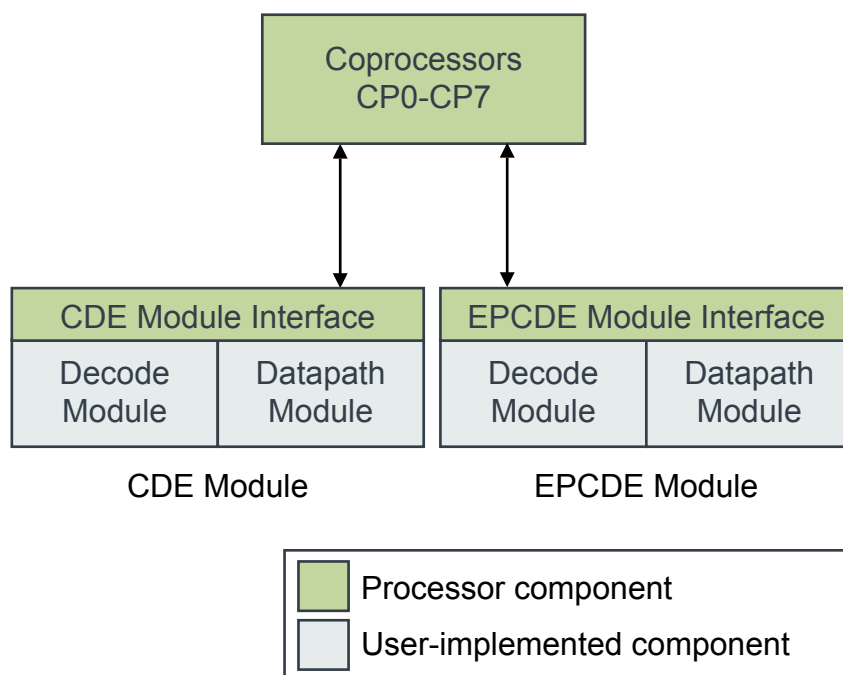 Coprocessors
CP0-CP7
CDE Module Interface
EPCDE Module Interface
Decode
Module
Datapath
Module
Decode
Module
Datapath
Module
CDE Module
EPCDE Module
Processor component
User-implemented component